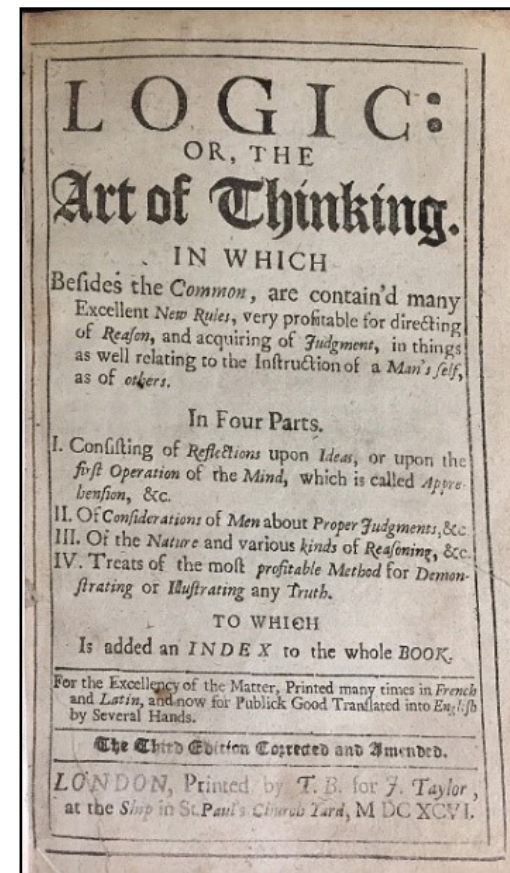 LOGIC:
OR, THE
Art of Thinking.
IN WHICH
Beſides the Common, are contain'd many
Excellent New Rules, very profitable for directing
of Reaſon, and acquiring of Judgment, in things
as well relating to the Inſtruction of a Man's ſelf,
as of others.
In Four Parts.
I. Conſiſting of Reflections upon Ideas, or upon the
firſt Operation of the Mind, which is called Appre-
henſion, &c.
II. Of Conſiderations of Men about Proper Judgments, &c
III. Of the Nature and various kinds of Reaſoning, &c.
IV. Treats of the moſt profitable Method for Demon-
ſtrating or Illuſtrating any Truth.
TO WHICH
Is added an INDEX to the whole BOOK.
For the Excellency of the Matter, Printed many times in French
and Latin, and now for Publick Good Tranſlated into Engliſh
by Several Hands.
The Third Edition Corrected and Amended.
LONDON, Printed by T. B. for J. Taylor,
at the Ship in St. Paul's Church Yard, M DC XCVI.